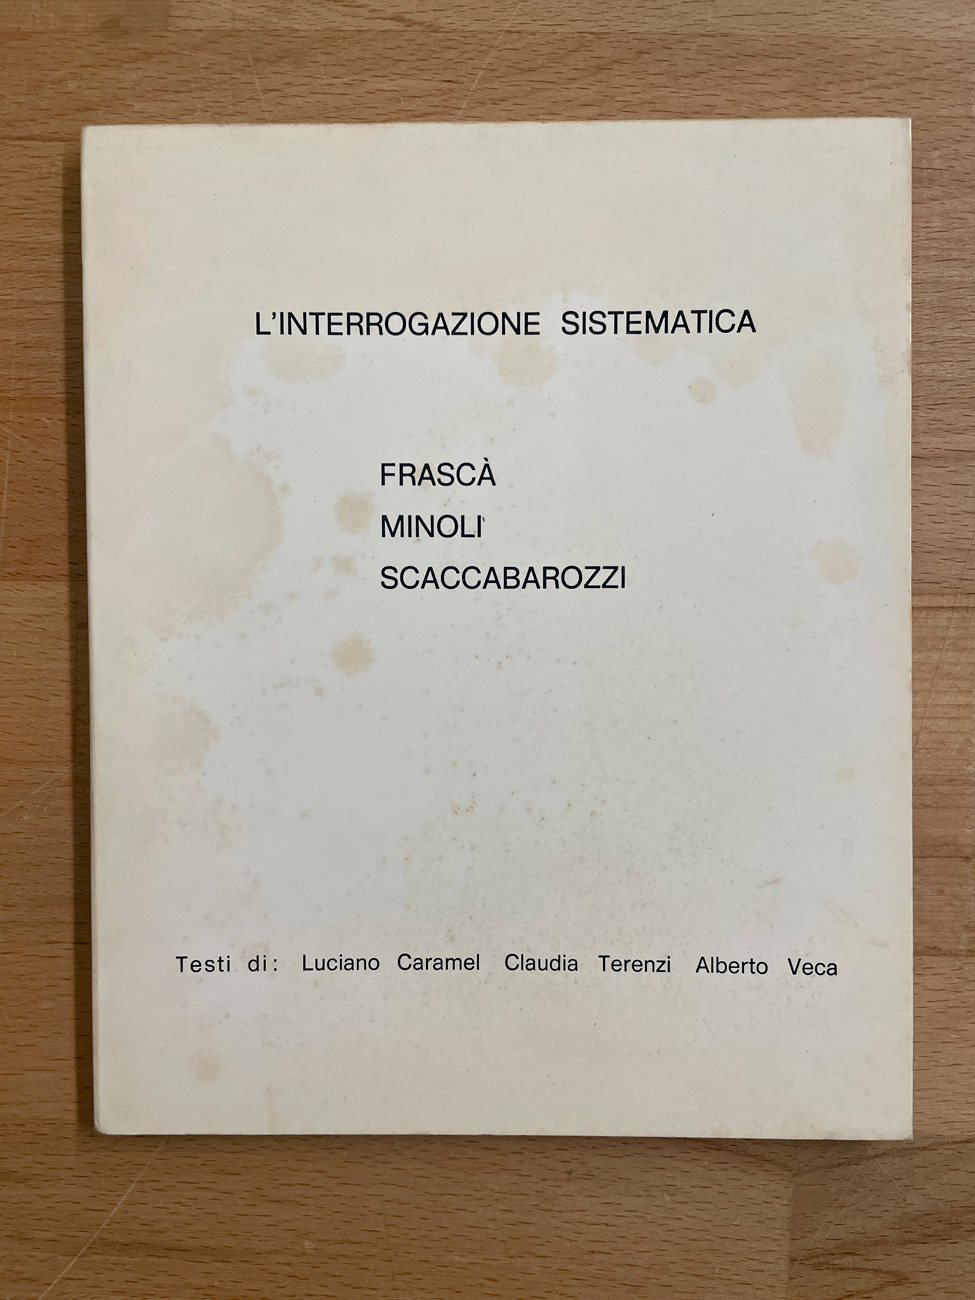 L'INTERROGAZIONE SISTEMATICA
FRASCÀ
MINOLI
SCACCABAROZZI
Testi di: Luciano Caramel Claudia Terenzi Alberto Veca